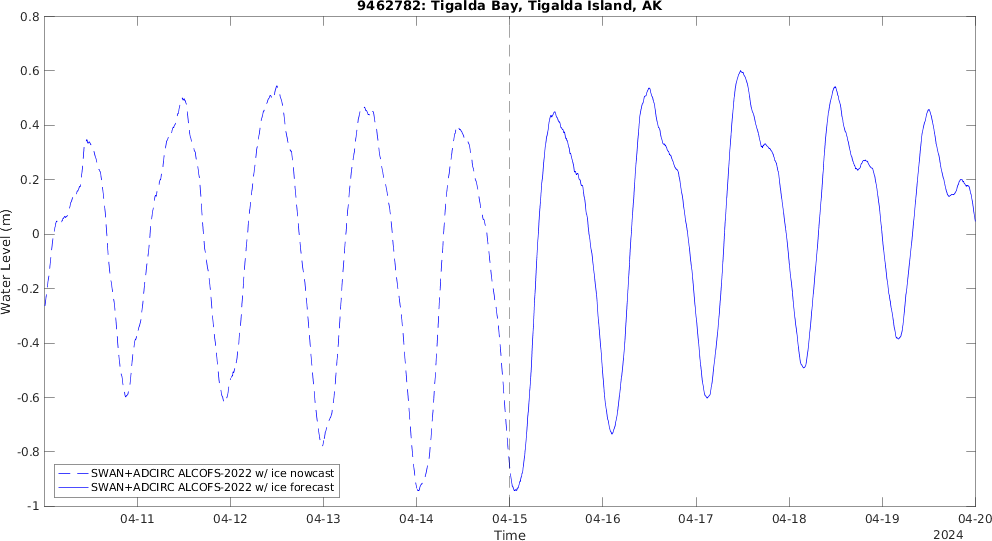 9462782: Tigalda Bay, Tigalda Island, AK
0.8
0.6
0.4
0.2
0
-0.2
-0.4
-0.6
-0.8
-1
Water Level (m)
SWAN+ADCIRC ALCOFS-2022 w/ ice nowcast
SWAN+ADCIRC ALCOFS-2022 w/ ice forecast
04-11 04-12 04-13 04-14 04-15 04-16 04-17 04-18 04-19 04-20
Time
2024